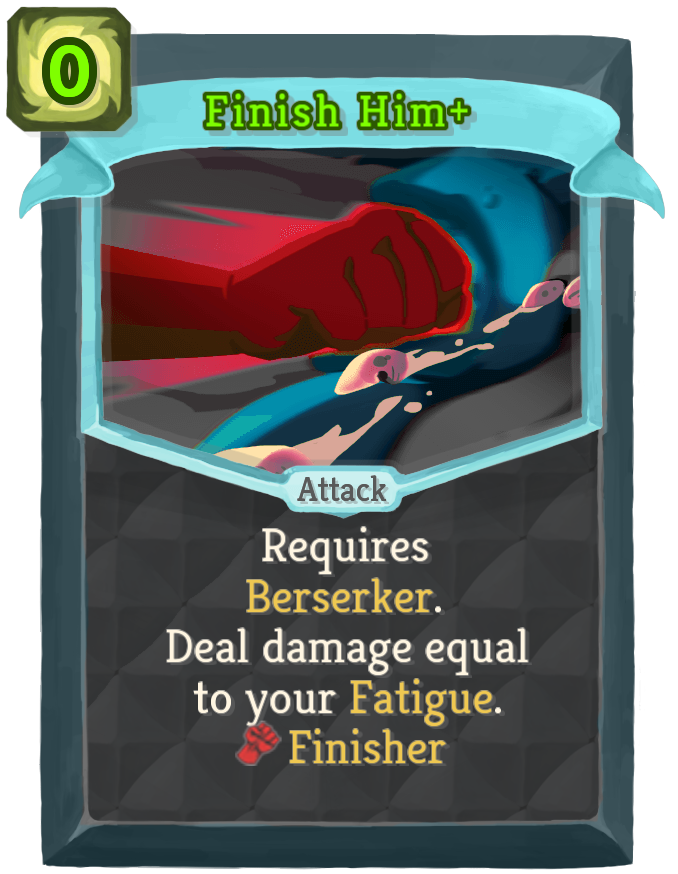 0
Finish Him+
Attack
Requires
Berserker.
Deal damage equal
to your Fatigue.
Finisher